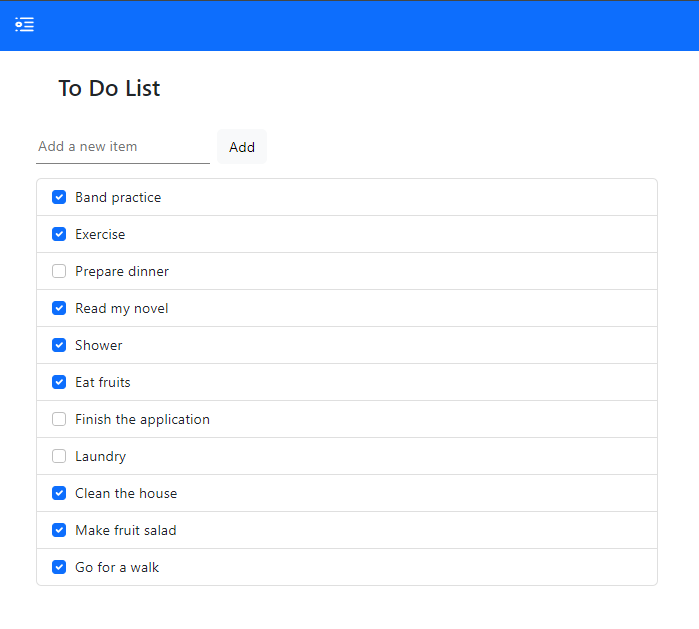 To Do List
Add a new item
Add
Band practice
Exercise
Prepare dinner
Read my novel
Shower
Eat fruits
Finish the application
Laundry
Clean the house
Make fruit salad
Go for a walk